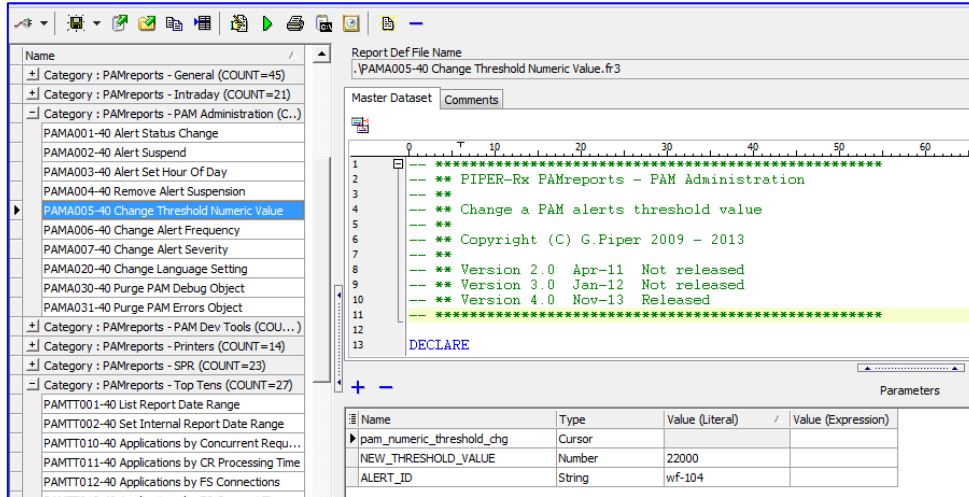 Name
Category : PAMreports - General (COUNT=45)
Category : PAMreports - Intraday (COUNT=21)
Category : PAMreports - PAM Administration (C..)
PAMA001-40 Alert Status Change
PAMA002-40 Alert Suspend
PAMA003-40 Alert Set Hour Of Day
PAMA004-40 Remove Alert Suspension
PAMA005-40 Change Threshold Numeric Value
PAMA006-40 Change Alert Frequency
PAMA007-40 Change Alert Severity
PAMA020-40 Change Language Setting
PAMA030-40 Purge PAM Debug Object
PAMA031-40 Purge PAM Errors Object
Category : PAMreports - PAM Dev Tools (COU... )
Category : PAMreports - Printers (COUNT=14)
Category : PAMreports - SPR (COUNT=23)
Category : PAMreports - Top Tens (COUNT=27)
PAMTT001-40 List Report Date Range
PAMTT002-40 Set Internal Report Date Range
PAMTT010-40 Applications by Concurrent Requ...
PAMTT011-40 Applications by CR Processing Time
PAMTT012-40 Applications by FS Connections
Report Def File Name
.\PAMA005-40 Change Threshold Numeric Value.fr3
Master Dataset Comments
0 10 20 30 40 50 60
1 -- ****************************************************
2 -- ** PIPER-Rx PAMreports - PAM Administration
3 -- **
4 -- ** Change a PAM alerts threshold value
5 -- **
6 -- ** Copyright (C) G.Piper 2009 - 2013
7 -- **
8 -- ** Version 2.0 Apr-11 Not released
9 -- ** Version 3.0 Jan-12 Not released
10 -- ** Version 4.0 Nov-13 Released
11 -- ****************************************************
12
13 DECLARE
Parameters
Name Type Value (Literal) Value (Expression)
pam_numeric_threshold_chg Cursor
NEW_THRESHOLD_VALUE Number 22000
ALERT_ID String wf-104